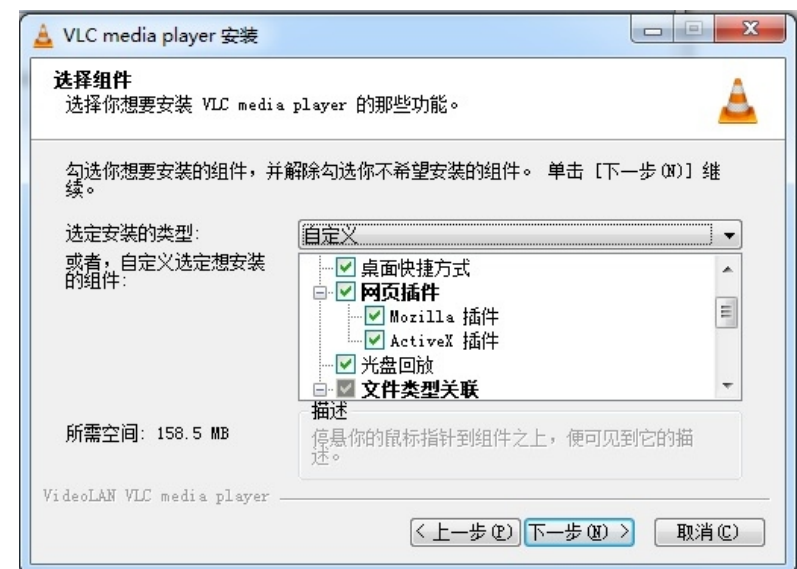 VLC media player 安装
选择组件
选择你想要安装 VLC media player 的那些功能。
勾选你想要安装的组件，并解除勾选你不希望安装的组件。 单击 [下一步(N)] 继
续。
选定安装的类型:
自定义
或者，自定义选定想安装
的组件:
桌面快捷方式
网页插件
Mozilla 插件
ActiveX 插件
光盘回放
文件类型关联
所需空间: 158.5 MB
描述
停悬你的鼠标指针到组件之上，便可见到它的描
述。
VideoLAN VLC media player
< 上一步(P)
下一步(N) >
取消(C)